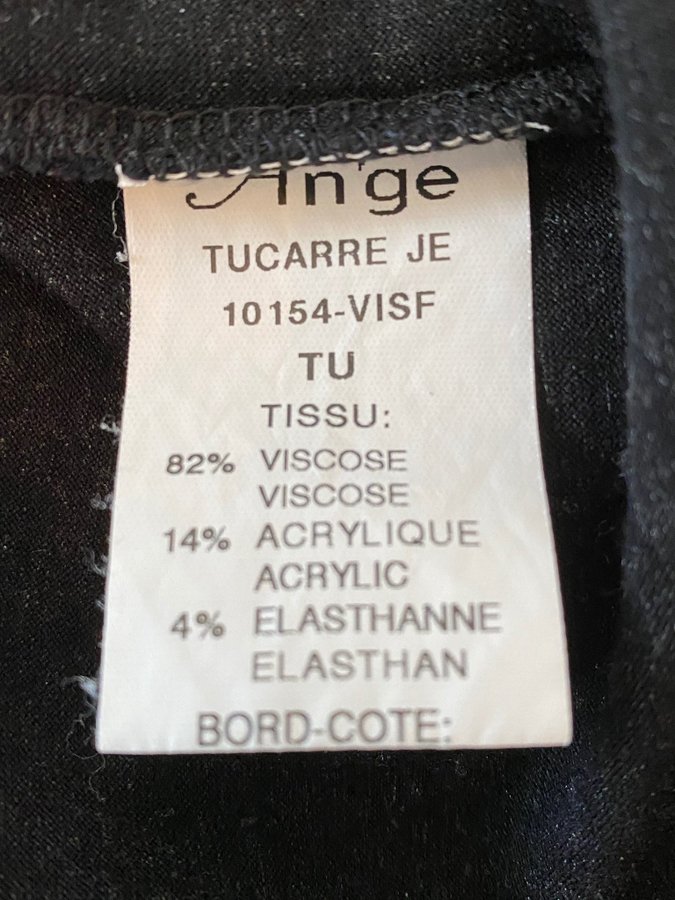 An'ge
TUCARRE JE
10154-VISF
TU
TISSU:
82% VISCOSE
VISCOSE
14% ACRYLIQUE
ACRYLIC
4% ELASTHANNE
ELASTHAN
BORD-COTE: